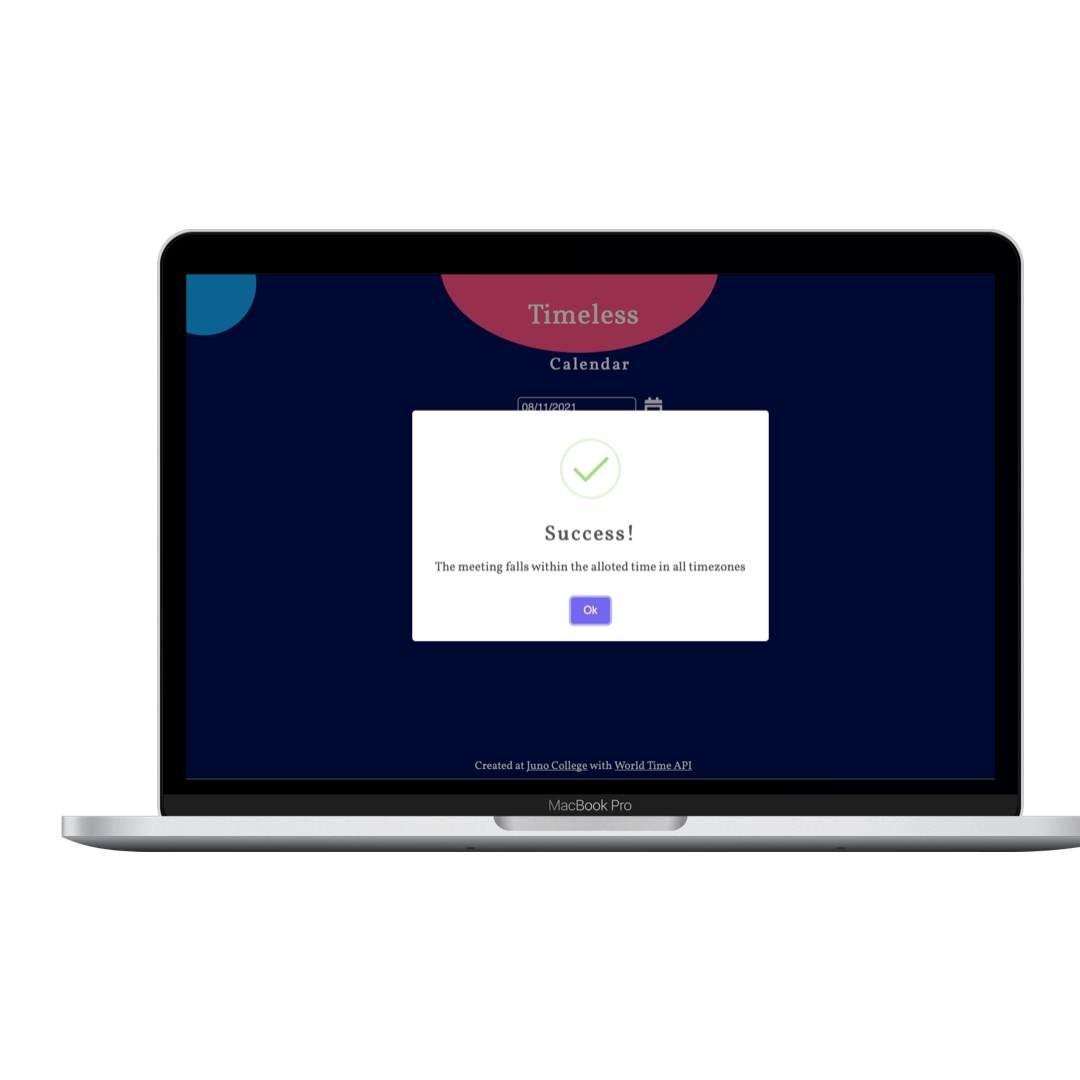 Timeless
Calendar
08/11/2021
Success!
The meeting falls within the alloted time in all timezones
Ok
Created at Juno College with World Time API
MacBook Pro